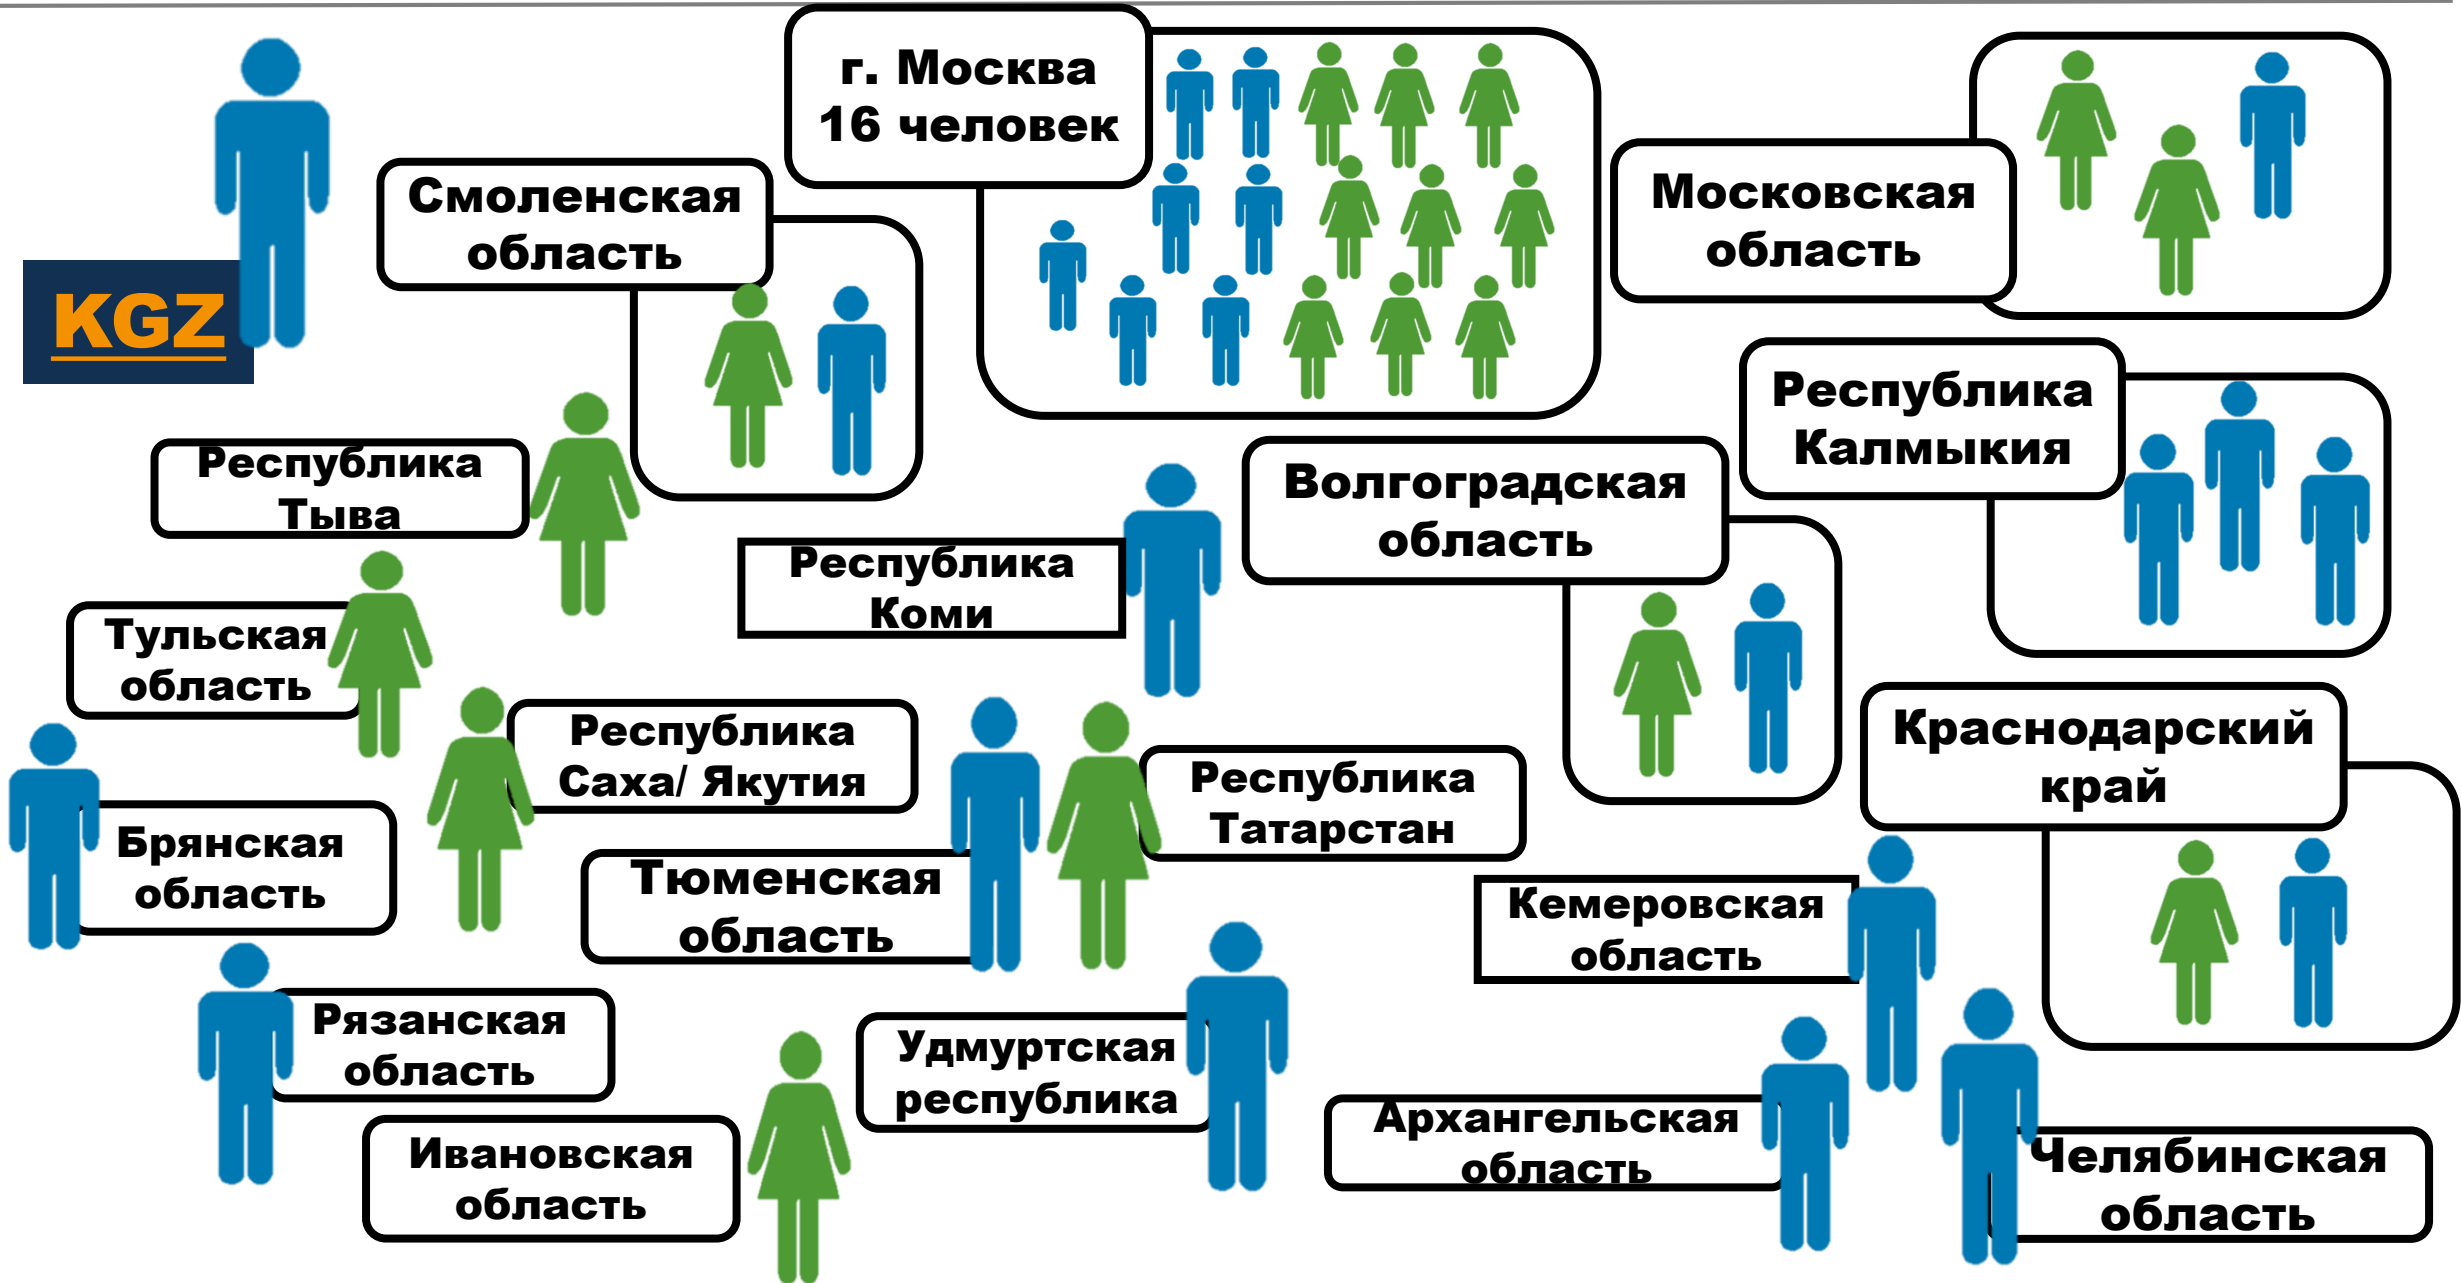 г. Москва
16 человек
Смоленская
область
Московская
область
KGZ
Республика
Калмыкия
Республика
Тыва
Волгоградская
область
Республика
Коми
Тульская
область
Республика
Саха/ Якутия
Краснодарский
край
Республика
Татарстан
Брянская
область
Тюменская
область
Кемеровская
область
Рязанская
область
Удмуртская
республика
Архангельская
область
Ивановская
область
Челябинская
область